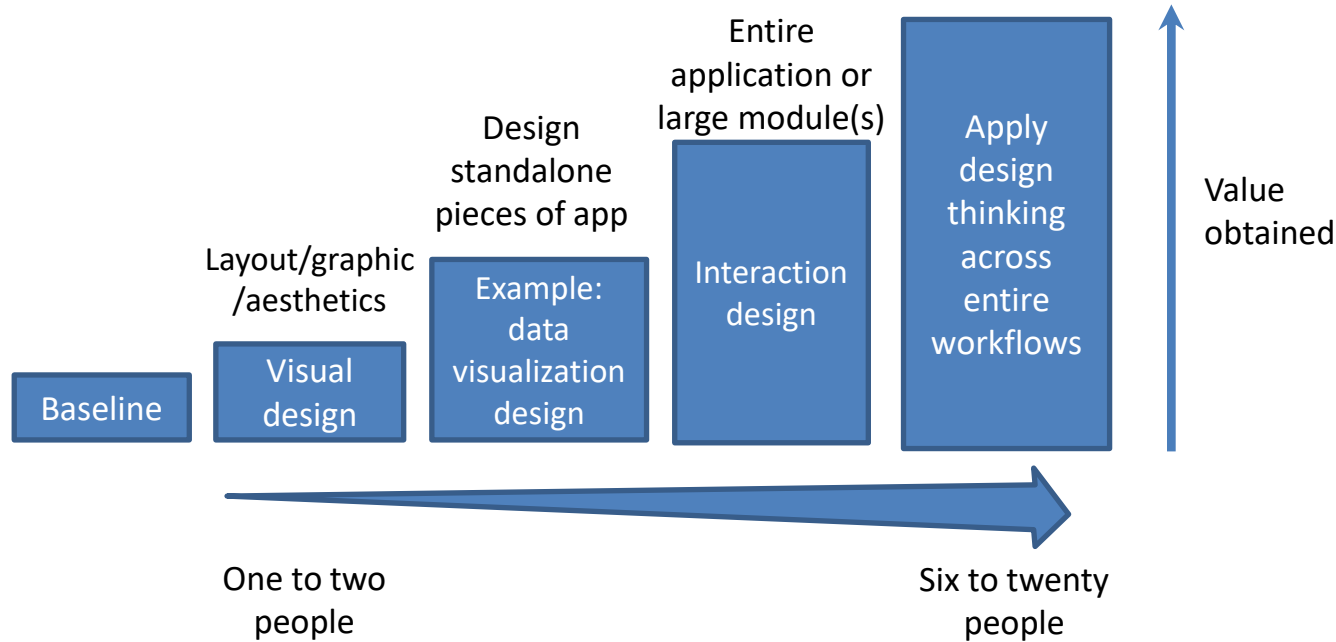 Baseline
Layout/graphic
/aesthetics
Visual
design
Design
standalone
pieces of app
Example:
data
visualization
design
Entire
application or
large module(s)
Interaction
design
Apply
design
thinking
across
entire
workflows
Value
obtained
One to two
people
Six to twenty
people